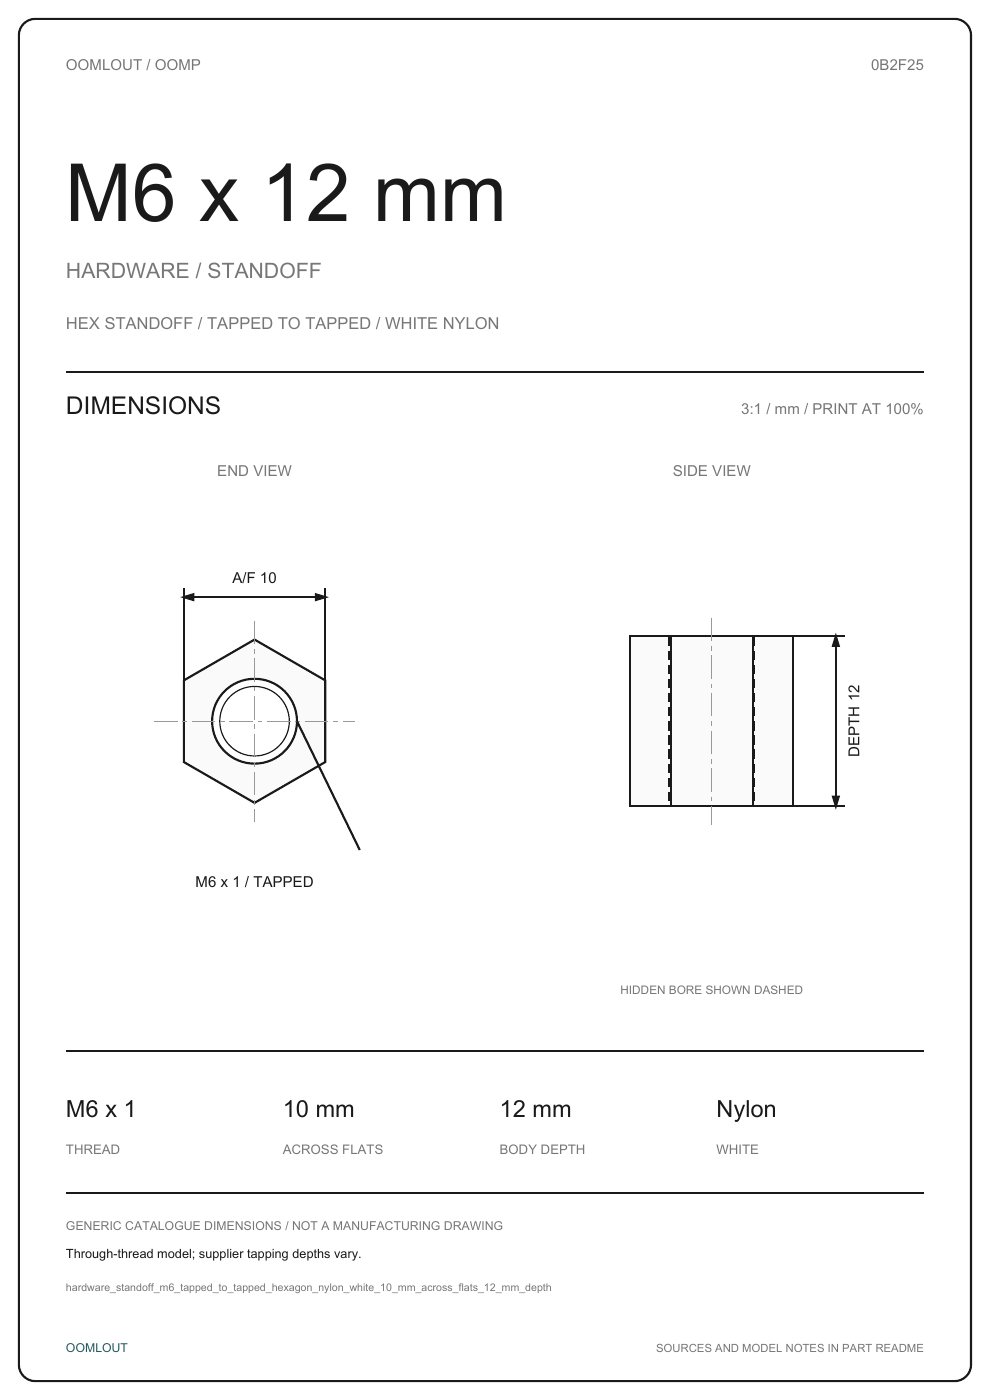 OOMLOUT / OOMP
0B2F25
M6 x 12 mm
HARDWARE / STANDOFF
HEX STANDOFF / TAPPED TO TAPPED / WHITE NYLON
DIMENSIONS
3:1 / mm / PRINT AT 100%
END VIEW
SIDE VIEW
A/F 10
DEPTH 12
M6 x 1 / TAPPED
HIDDEN BORE SHOWN DASHED
M6 x 1
10 mm
12 mm
Nylon
THREAD
ACROSS FLATS
BODY DEPTH
WHITE
GENERIC CATALOGUE DIMENSIONS / NOT A MANUFACTURING DRAWING
Through-thread model; supplier tapping depths vary.
hardware_standoff_m6_tapped_to_tapped_hexagon_nylon_white_10_mm_across_flats_12_mm_depth
OOMLOUT
SOURCES AND MODEL NOTES IN PART README